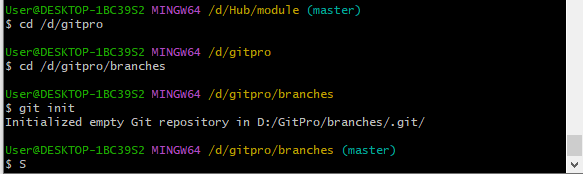 User@DESKTOP-1BC39S2 MINGW64 /d/Hub/module (master)
$ cd /d/gitpro
User@DESKTOP-1BC39S2 MINGW64 /d/gitpro
$ cd /d/gitpro/branches
User@DESKTOP-1BC39S2 MINGW64 /d/gitpro/branches
$ git init
Initialized empty Git repository in D:/GitPro/branches/.git/
User@DESKTOP-1BC39S2 MINGW64 /d/gitpro/branches (master)
$ S